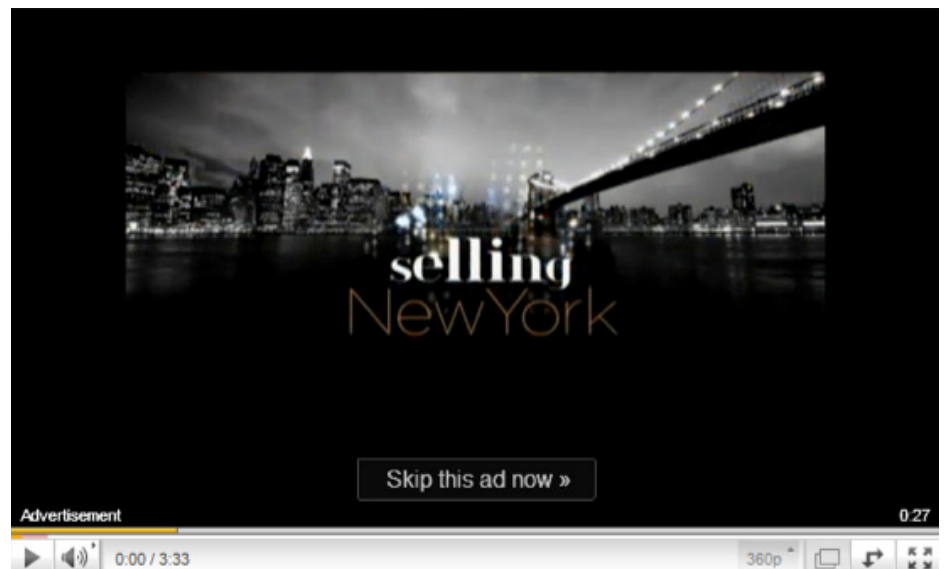 selling
NewYork
Skip this ad now »
Advertisement 0:27
0:00 / 3:33 360p